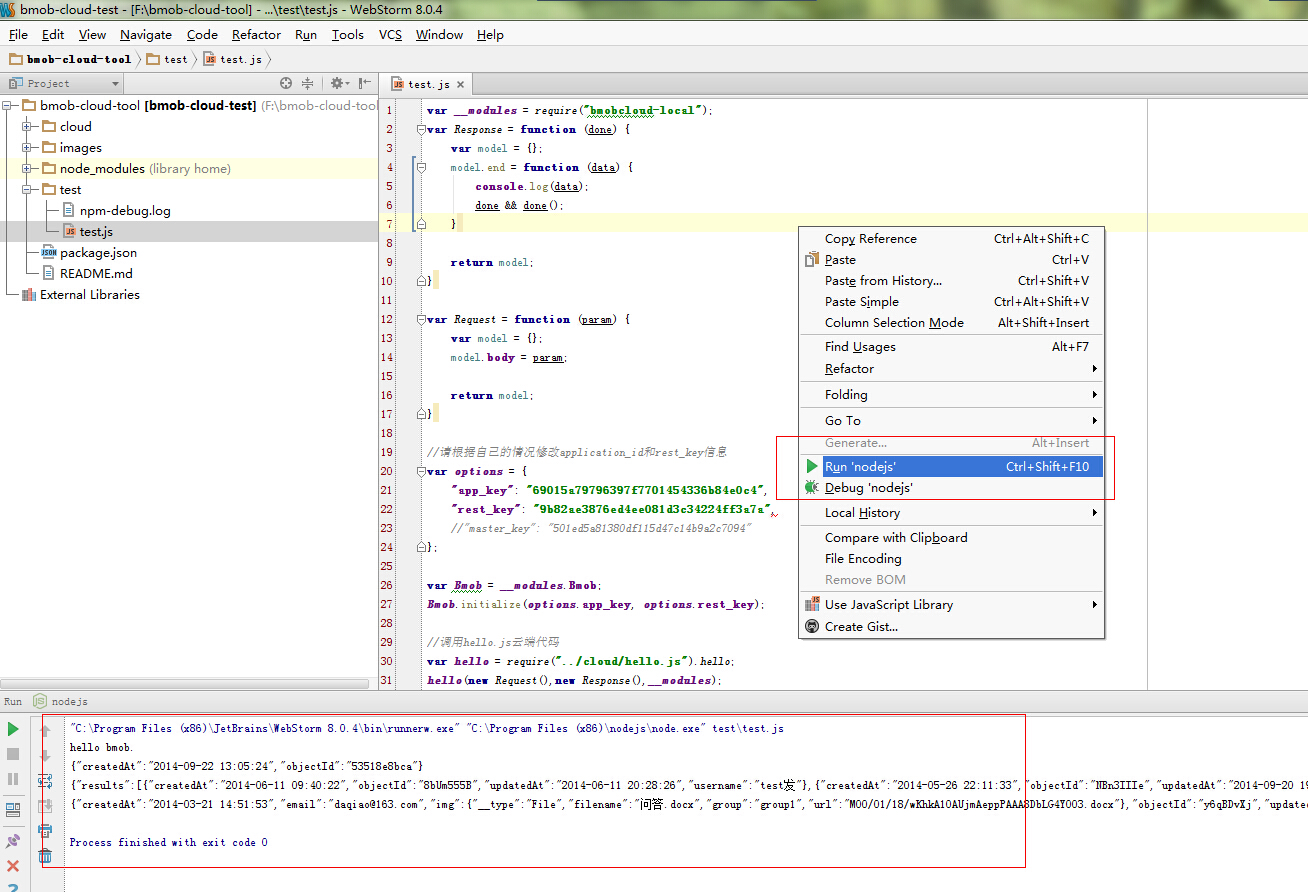 bmob-cloud-test - [F:\bmob-cloud-tool] - ...\test\test.js - WebStorm 8.0.4
File Edit View Navigate Code Refactor Run Tools VCS Window Help
bmob-cloud-tool test test.js
Project
test.js
bmob-cloud-tool [bmob-cloud-test] (F:\bmob-cloud-tool
cloud
images
node_modules (library home)
test
npm-debug.log
test.js
package.json
README.md
External Libraries
1 var __modules = require("bmobcloud-local");
2 var Response = function (done) {
3 var model = {};
4 model.end = function (data) {
5 console.log(data);
6 done && done();
7 }
8
9 return model;
10 }
11
12 var Request = function (param) {
13 var model = {};
14 model.body = param;
15
16 return model;
17 }
18
19 //请根据自己的情况修改application_id和rest_key信息
20 var options = {
21 "app_key": "69015a79796397f7701454336b84e0c4",
22 "rest_key": "9b82ae3876ed4ee081d3c34224ff3a7a",
23 //"master_key": "501ed5a81380df115d47c14b9a2c7094"
24 };
25
26 var Bmob = __modules.Bmob;
27 Bmob.initialize(options.app_key, options.rest_key);
28
29 //调用hello.js云端代码
30 var hello = require("../cloud/hello.js").hello;
31 hello(new Request(),new Response(),__modules);
Copy Reference Ctrl+Alt+Shift+C
Paste Ctrl+V
Paste from History... Ctrl+Shift+V
Paste Simple Ctrl+Alt+Shift+V
Column Selection Mode Alt+Shift+Insert
Find Usages Alt+F7
Refactor
Folding
Go To
Generate... Alt+Insert
Run 'nodejs' Ctrl+Shift+F10
Debug 'nodejs'
Local History
Compare with Clipboard
File Encoding
Remove BOM
Use JavaScript Library
Create Gist...
Run nodejs
"C:\Program Files (x86)\JetBrains\WebStorm 8.0.4\bin\runnerw.exe" "C:\Program Files (x86)\nodejs\node.exe" test\test.js
hello bmob.
{"createdAt":"2014-09-22 13:05:24","objectId":"53518e8bca"}
{"results":[{"createdAt":"2014-06-11 09:40:22","objectId":"8bUm555B","updatedAt":"2014-06-11 20:28:26","username":"test发"},{"createdAt":"2014-05-26 22:11:33","objectId":"NBn3IIIe","updatedAt":"2014-09-20 19
{"createdAt":"2014-03-21 14:51:53","email":"daqiao@163.com","img":{"__type":"File","filename":"问答.docx","group":"group1","url":"M00/01/18/wKhkA1OAUjmAeppPAAA8DbLG4Y003.docx"},"objectId":"y6qBDvXj","update
Process finished with exit code 0